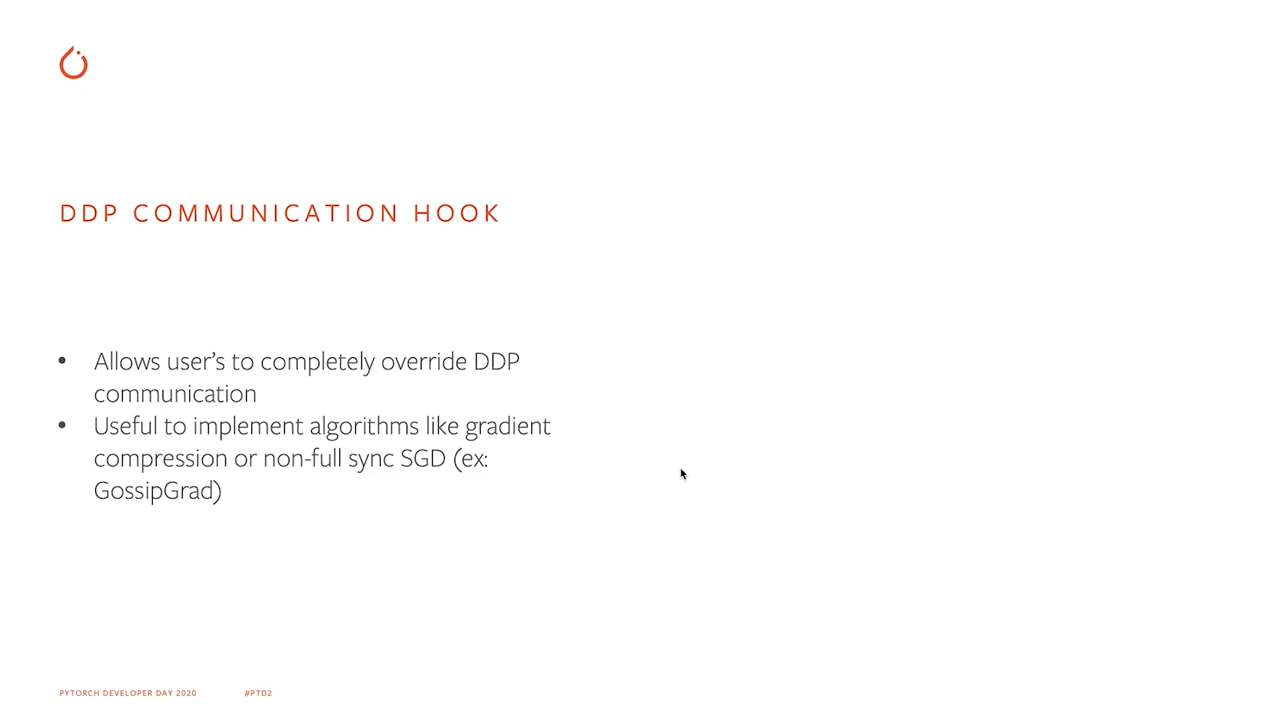 DDP COMMUNICATION HOOK
• Allows user’s to completely override DDP
communication
• Useful to implement algorithms like gradient
compression or non-full sync SGD (ex:
GossipGrad)
PYTORCH DEVELOPER DAY 2020 #PTD2